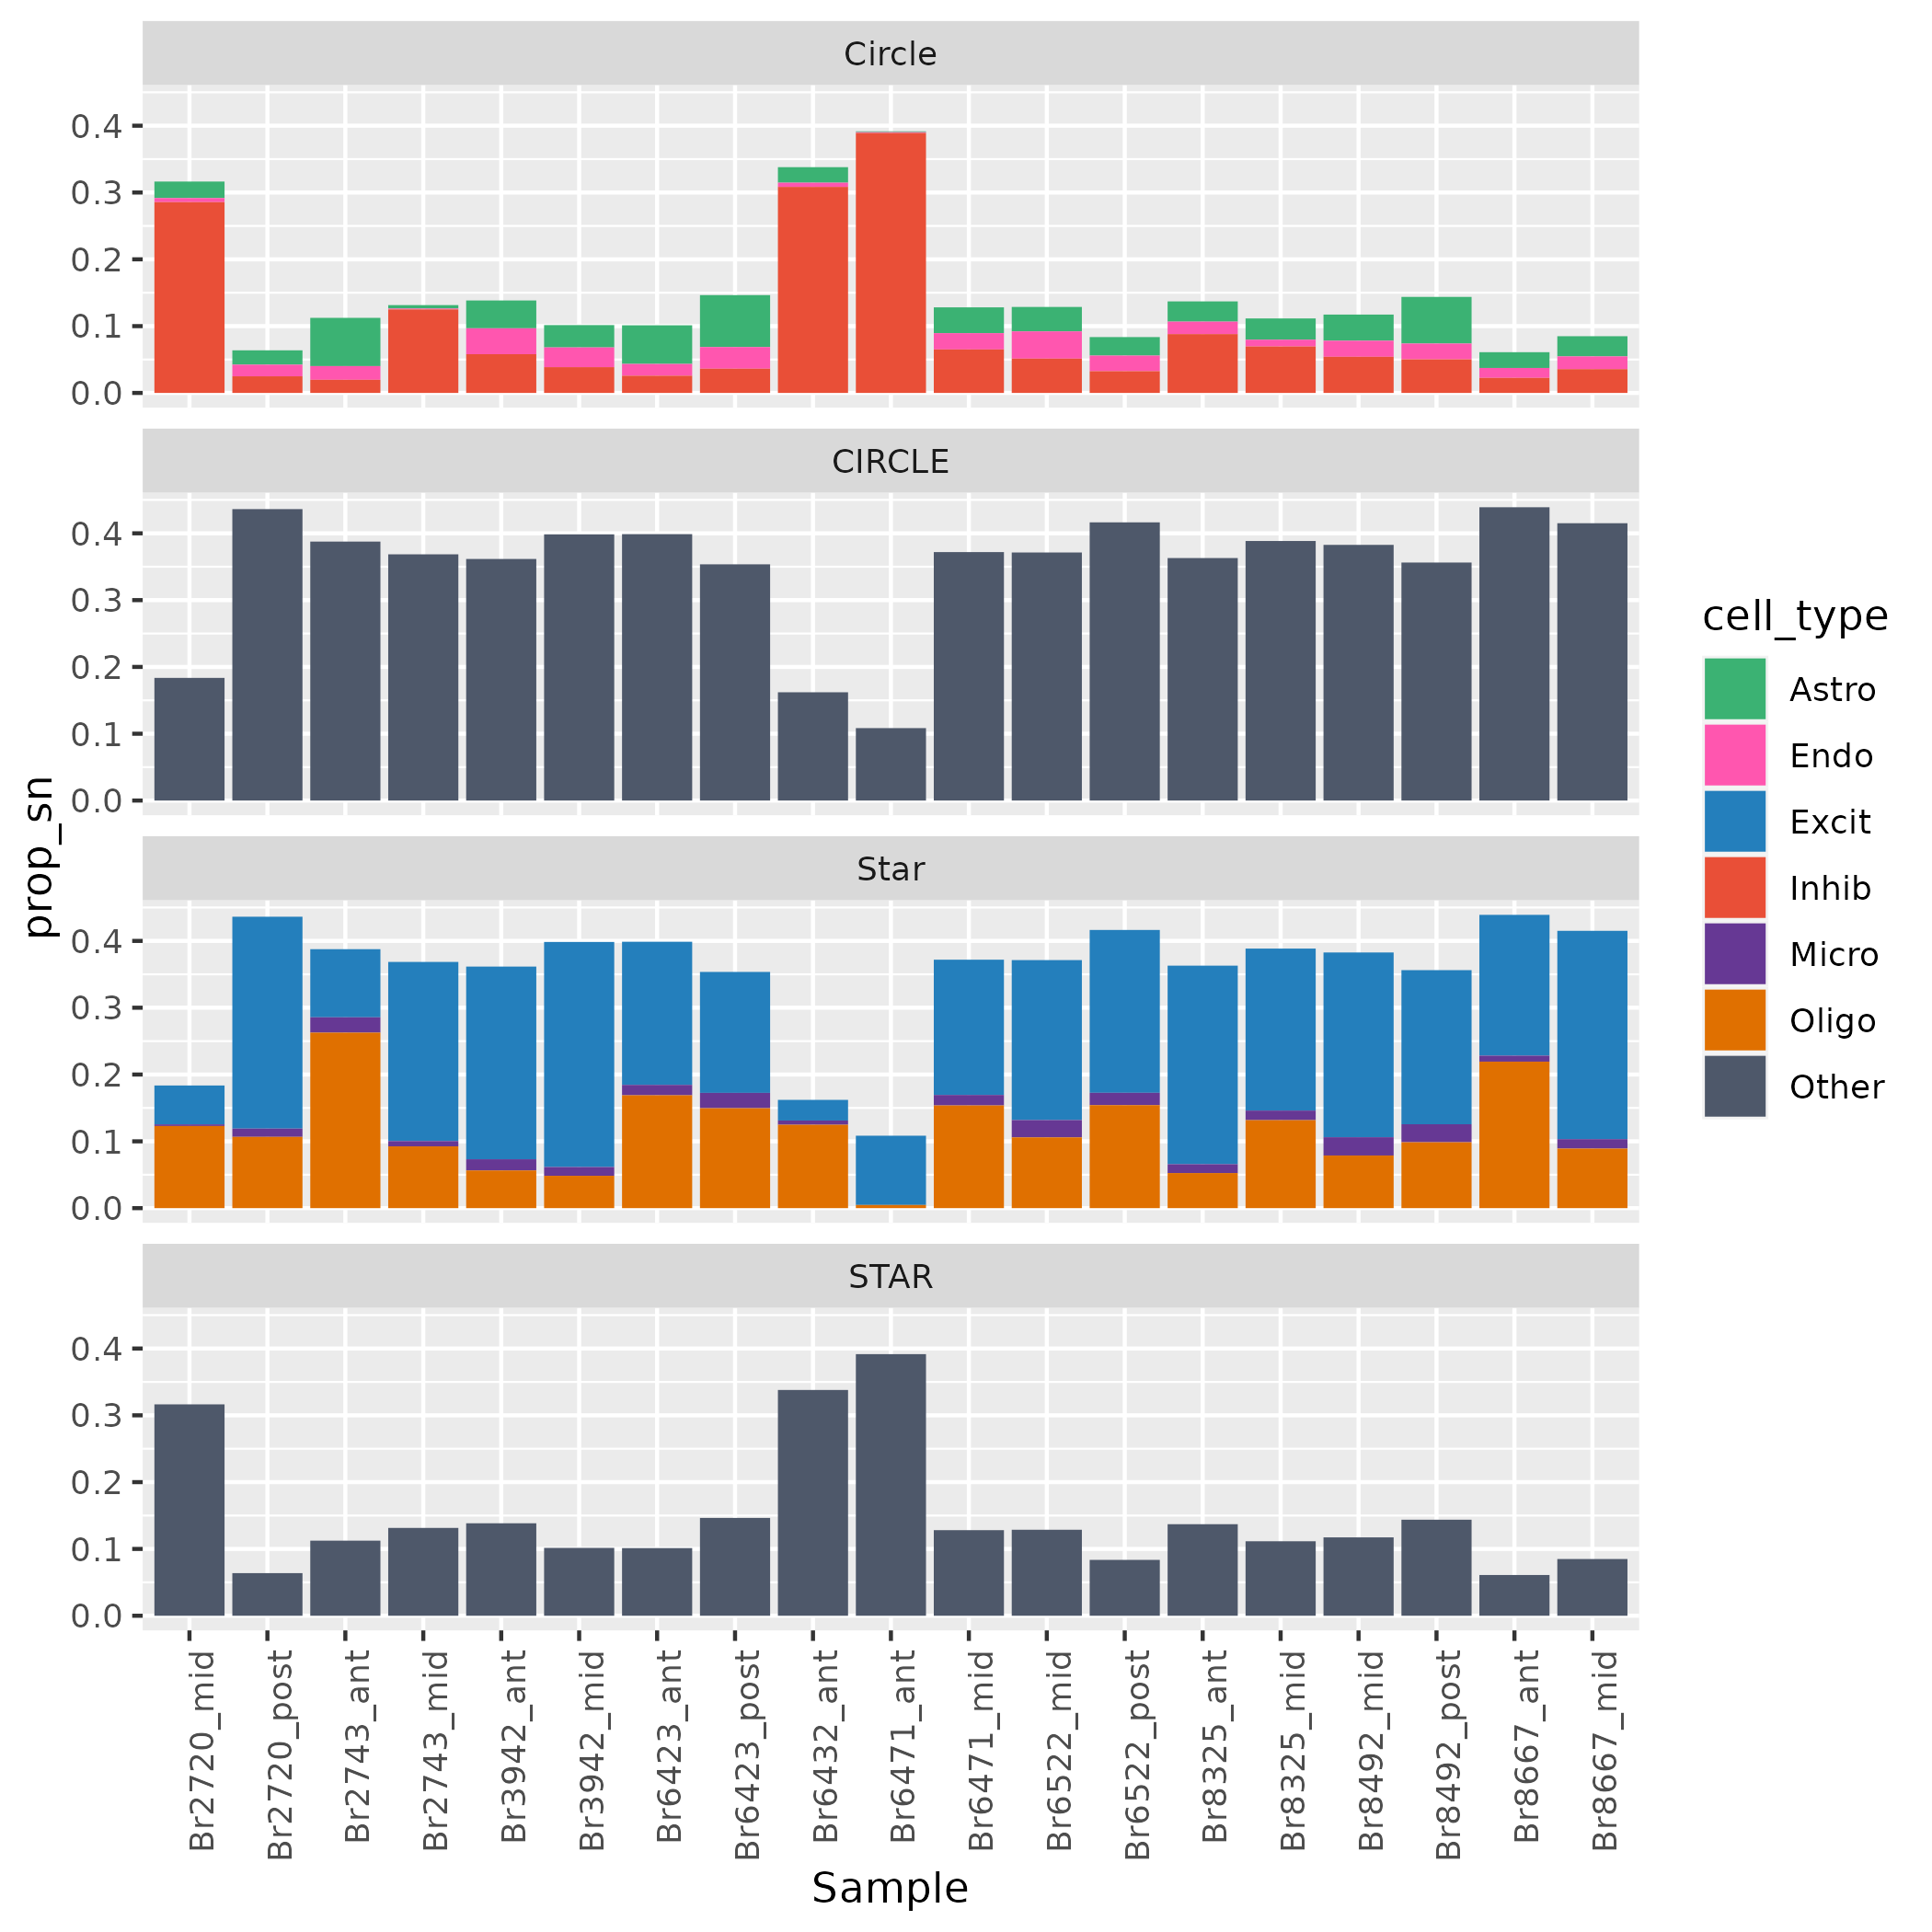 Circle
0.4
0.3
0.2
0.1
0.0
CIRCLE
0.4
0.3
0.2
0.1
0.0
Star
0.4
0.3
0.2
0.1
0.0
STAR
0.4
0.3
0.2
0.1
0.0
prop_sn
Br2720_mid
Br2720_post
Br2743_ant
Br2743_mid
Br3942_ant
Br3942_mid
Br6423_ant
Br6423_post
Br6432_ant
Br6471_ant
Br6471_mid
Br6522_mid
Br6522_post
Br8325_ant
Br8325_mid
Br8492_mid
Br8492_post
Br8667_ant
Br8667_mid
Sample
cell_type
Astro
Endo
Excit
Inhib
Micro
Oligo
Other